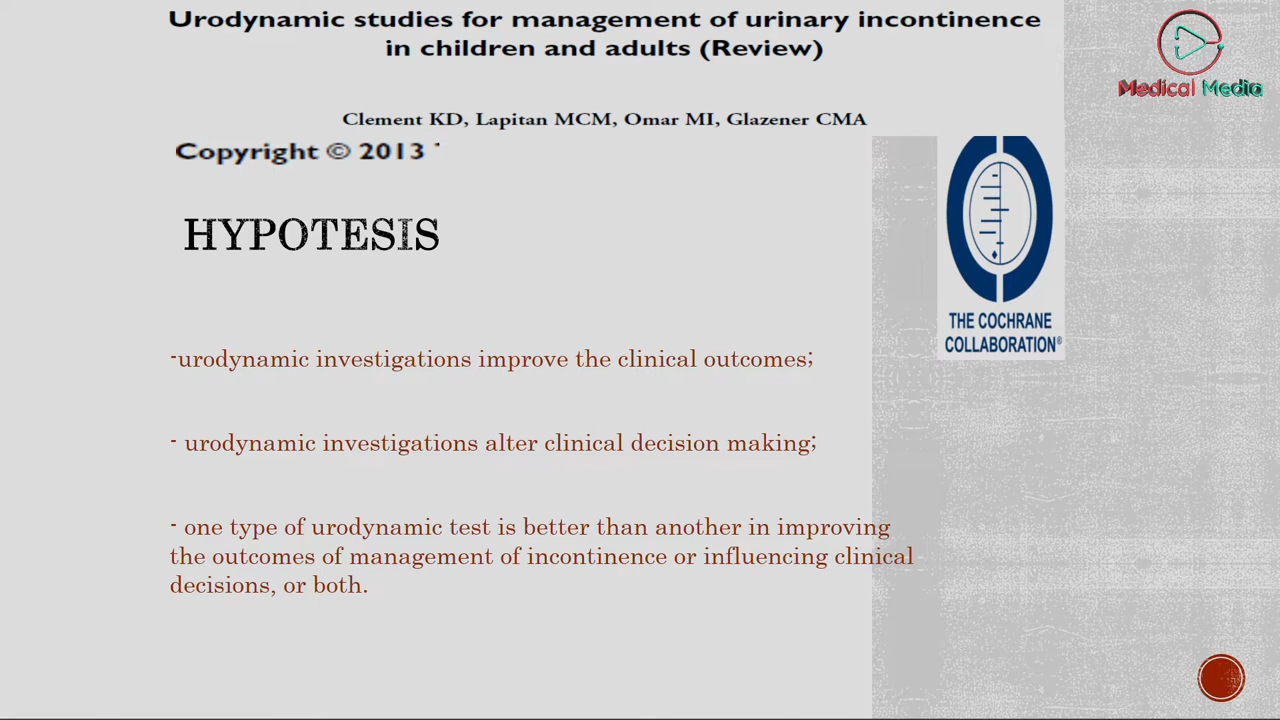 Urodynamic studies for management of urinary incontinence
in children and adults (Review)
Medical Media
Clement KD, Lapitan MCM, Omar MI, Glazener CMA
Copyright © 2013
HYPOTESIS
THE COCHRANE
COLLABORATION®
-urodynamic investigations improve the clinical outcomes;
- urodynamic investigations alter clinical decision making;
- one type of urodynamic test is better than another in improving
the outcomes of management of incontinence or influencing clinical
decisions, or both.